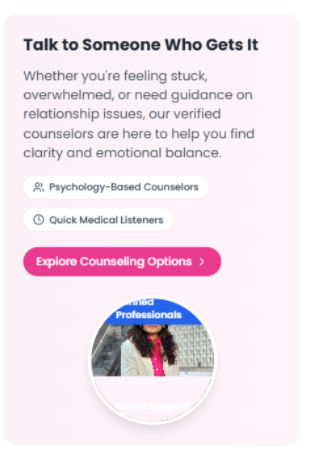 Talk to Someone Who Gets It
Whether you're feeling stuck,
overwhelmed, or need guidance on
relationship issues, our verified
counselors are here to help you find
clarity and emotional balance.
Psychology-Based Counselors
Quick Medical Listeners
Explore Counseling Options
Professionals
Expert Support